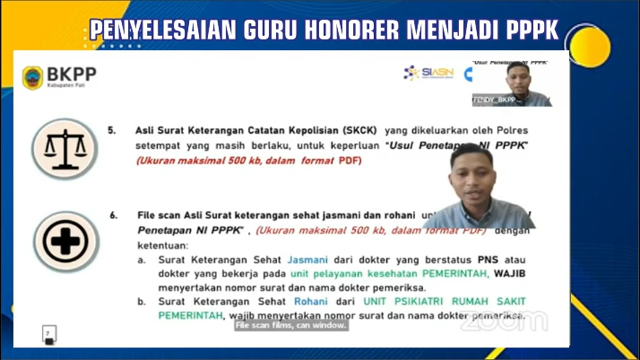 PENYELESAIAN GURU HONORER MENJADI PPPK
BKPP
Kabupaten Pati
SIASN
"Usul Penetapan NI PPPK"
5. Asli Surat Keterangan Catatan Kepolisian (SKCK) yang dikeluarkan oleh Polres
setempat yang masih berlaku, untuk keperluan "Usul Penetapan NI PPPK"
(Ukuran maksimal 500 kb, dalam format PDF)
6. File scan Asli Surat keterangan sehat jasmani dan rohani
Penetapan NI PPPK", (Ukuran maksimal 500 kb, dalam format PDF) dengan
ketentuan:
a. Surat Keterangan Sehat Jasmani dari dokter yang berstatus PNS atau
dokter yang bekerja pada unit pelayanan kesehatan PEMERINTAH, WAJIB
menyertakan nomor surat dan nama dokter pemeriksa.
b. Surat Keterangan Sehat Rohani dari UNIT PSIKIATRI RUMAH SAKIT
PEMERINTAH, wajib menyertakan nomor surat dan nama dokter pemeriksa.
File scan films, can window.
zoom
7